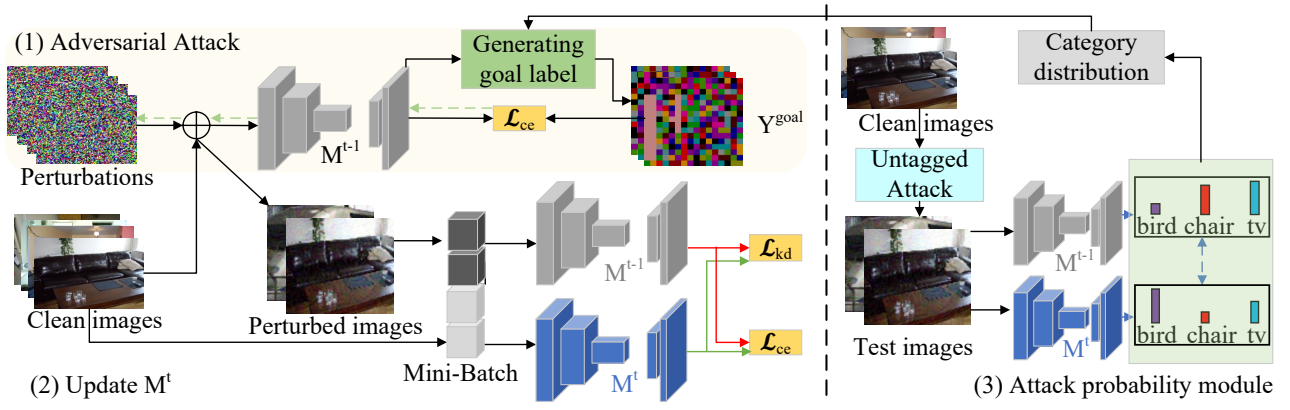 (1) Adversarial Attack
Perturbations
M^t-1
Generating
goal label
ℒce
Y^goal
Clean images
Perturbed images
Mini-Batch
M^t-1
M^t
ℒkd
ℒce
(2) Update M^t
Clean images
Untagged
Attack
Test images
Category
distribution
M^t-1
M^t
bird chair tv
bird chair tv
(3) Attack probability module